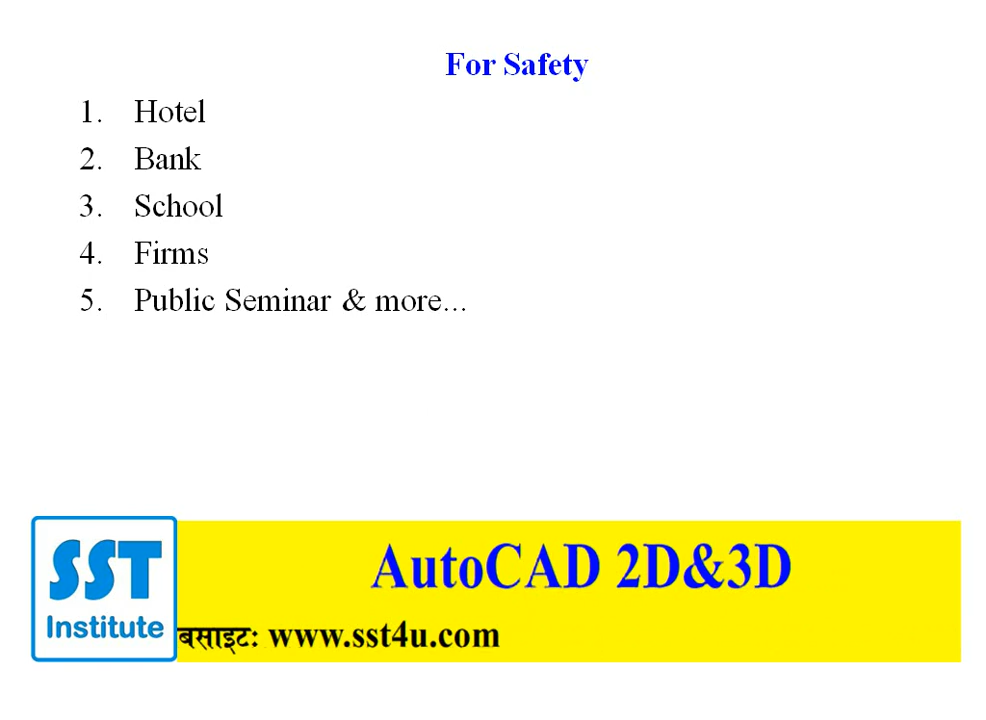 For Safety
1. Hotel
2. Bank
3. School
4. Firms
5. Public Seminar & more...
SST
Institute
AutoCAD 2D&3D
बसाइटः www.sst4u.com